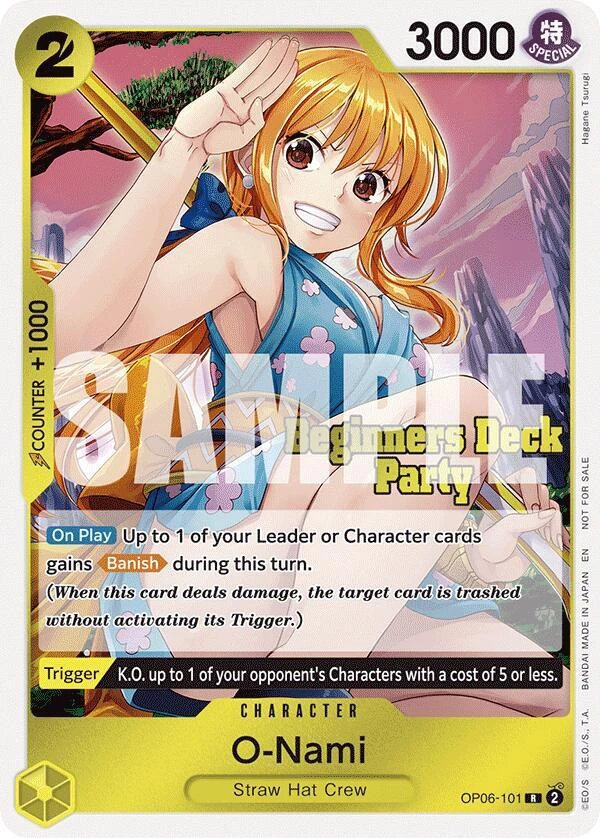 2
3000
特
SPECIAL
Hagane Tsurugi
COUNTER +1000
SAMPLE
Beginners Deck
Party
On Play Up to 1 of your Leader or Character cards
gains Banish during this turn.
(When this card deals damage, the target card is trashed
without activating its Trigger.)
Trigger K.O. up to 1 of your opponent's Characters with a cost of 5 or less.
CHARACTER
O-Nami
Straw Hat Crew
OP06-101 R 2
©EO/S ©E.O./S., T.A. BANDAI MADE IN JAPAN EN NOT FOR SALE